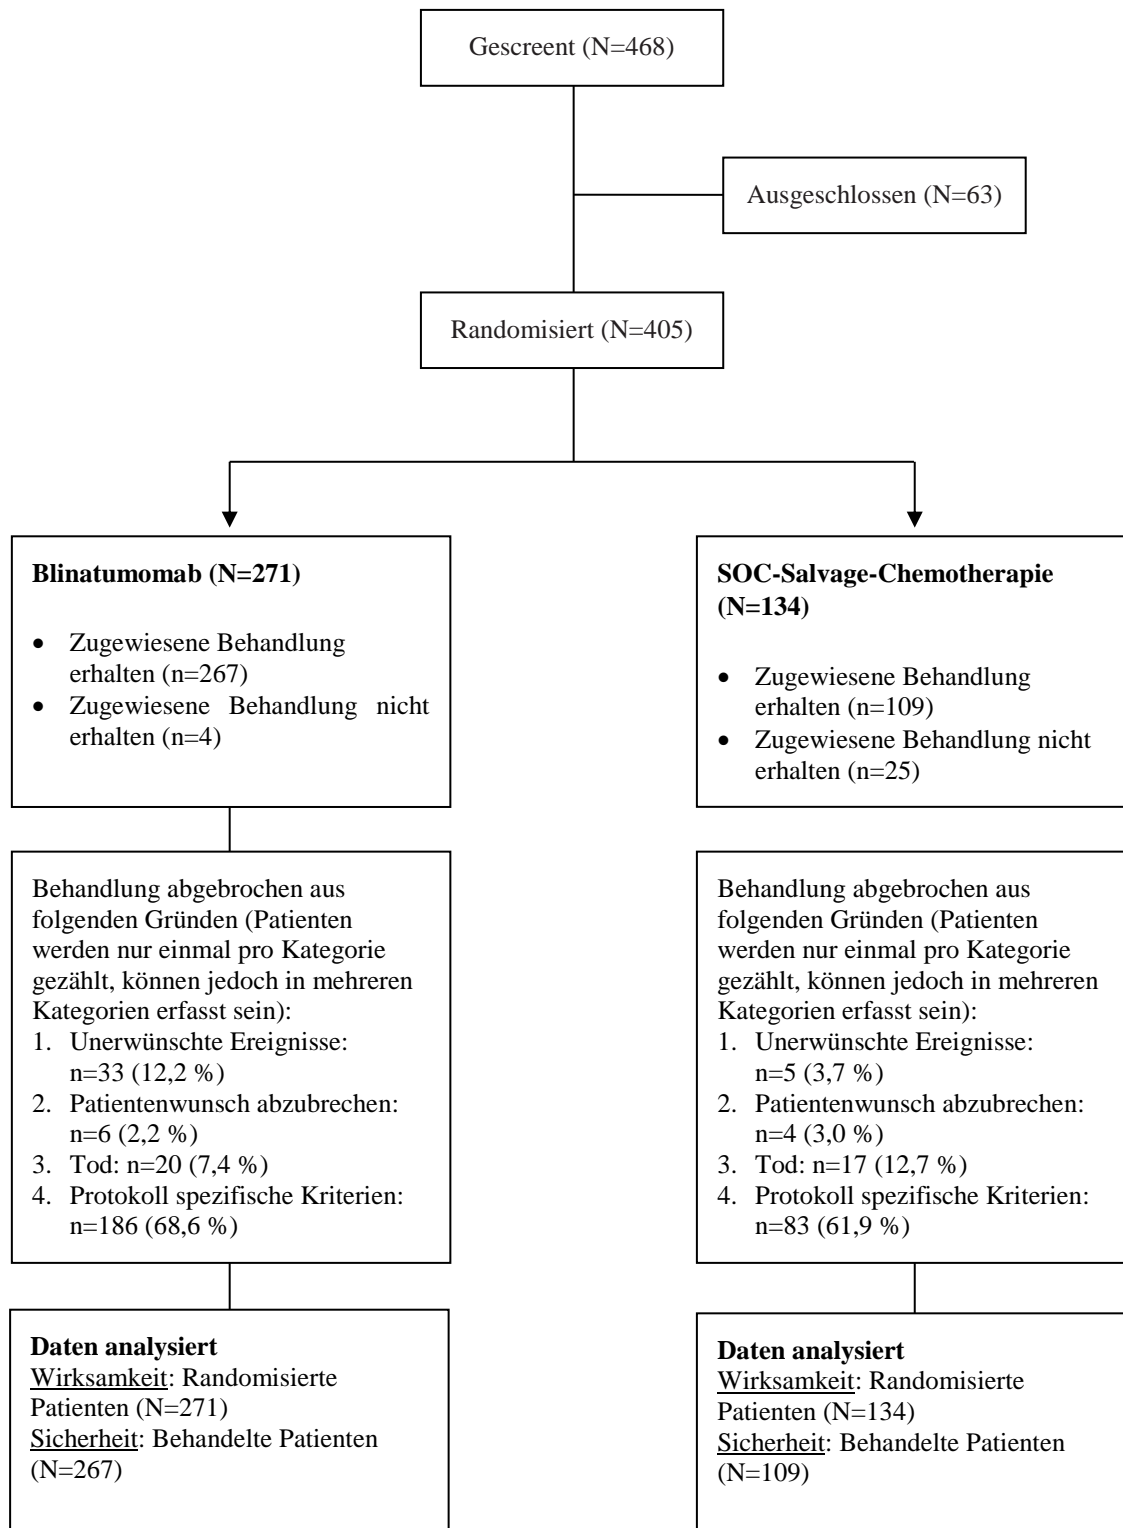 Gescreent (N=468)
Ausgeschlossen (N=63)
Randomisiert (N=405)
Blinatumomab (N=271)
• Zugewiesene Behandlung
erhalten (n=267)
• Zugewiesene Behandlung nicht
erhalten (n=4)
SOC-Salvage-Chemotherapie
(N=134)
• Zugewiesene Behandlung
erhalten (n=109)
• Zugewiesene Behandlung nicht
erhalten (n=25)
Behandlung abgebrochen aus
folgenden Gründen (Patienten
werden nur einmal pro Kategorie
gezählt, können jedoch in mehreren
Kategorien erfasst sein):
1. Unerwünschte Ereignisse:
n=33 (12,2 %)
2. Patientenwunsch abzubrechen:
n=6 (2,2 %)
3. Tod: n=20 (7,4 %)
4. Protokoll spezifische Kriterien:
n=186 (68,6 %)
Behandlung abgebrochen aus
folgenden Gründen (Patienten
werden nur einmal pro Kategorie
gezählt, können jedoch in mehreren
Kategorien erfasst sein):
1. Unerwünschte Ereignisse:
n=5 (3,7 %)
2. Patientenwunsch abzubrechen:
n=4 (3,0 %)
3. Tod: n=17 (12,7 %)
4. Protokoll spezifische Kriterien:
n=83 (61,9 %)
Daten analysiert
Wirksamkeit: Randomisierte
Patienten (N=271)
Sicherheit: Behandelte Patienten
(N=267)
Daten analysiert
Wirksamkeit: Randomisierte
Patienten (N=134)
Sicherheit: Behandelte Patienten
(N=109)